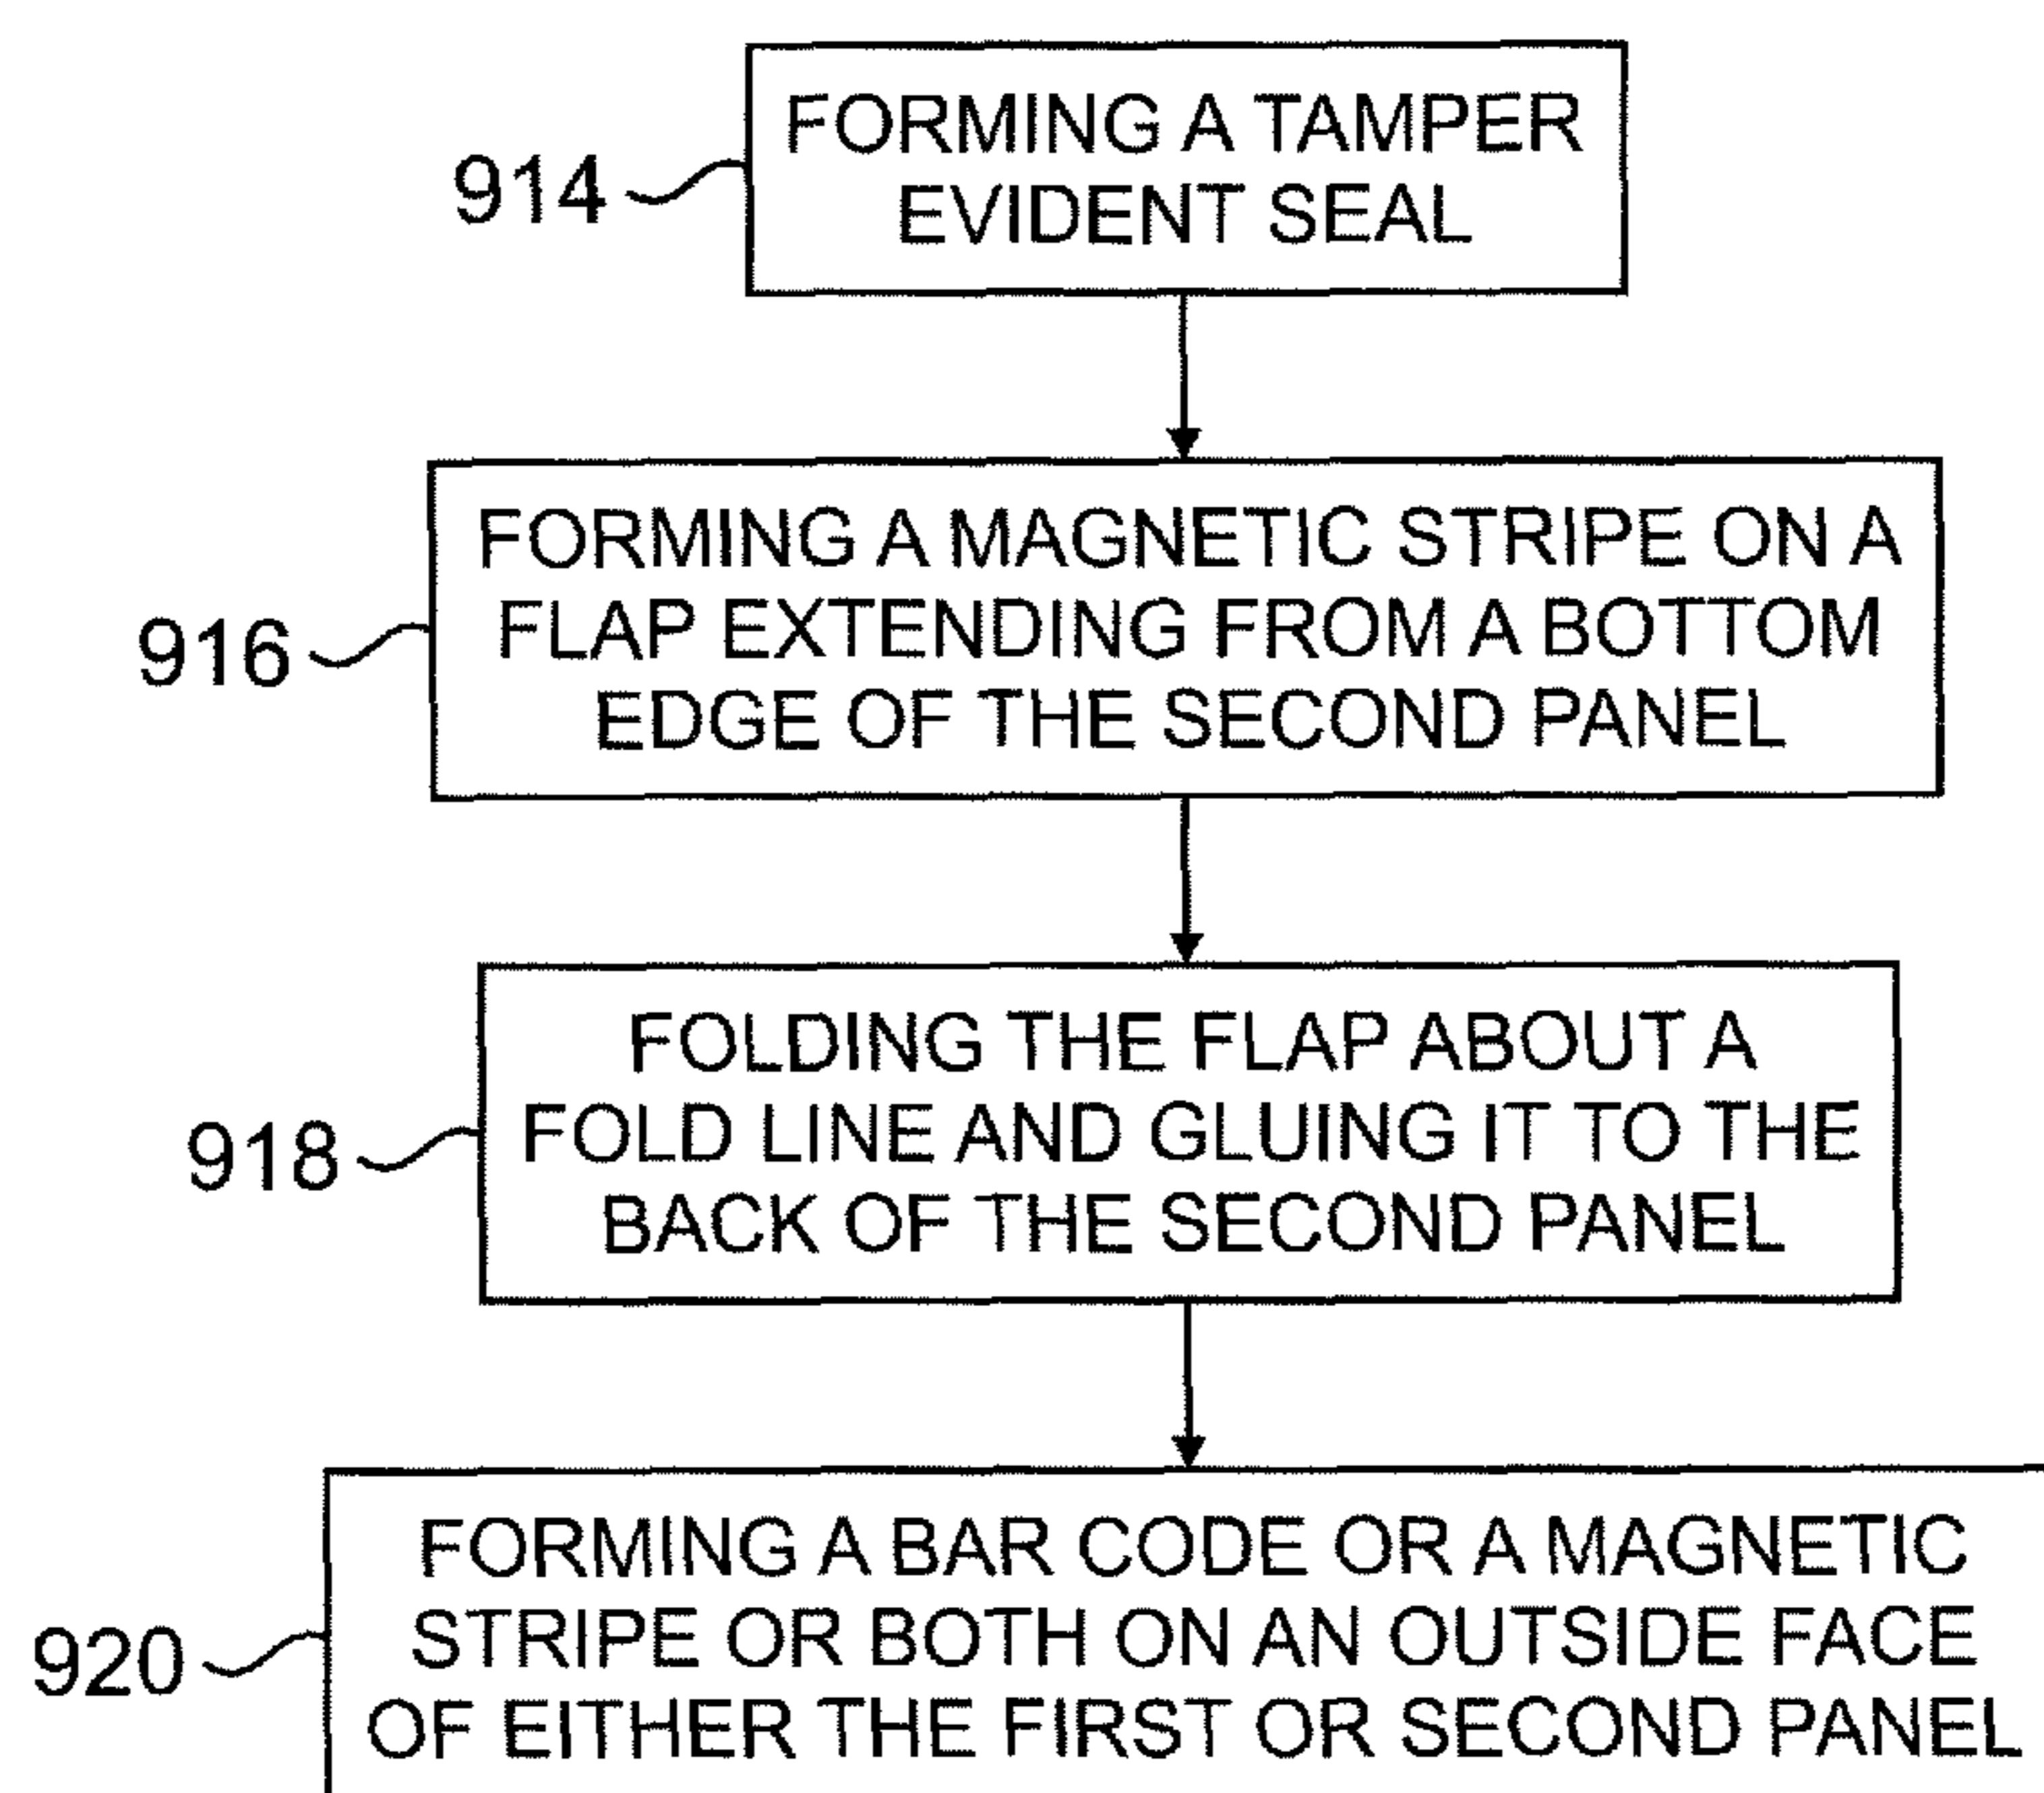 FORMING A TAMPER
EVIDENT SEAL
914
FORMING A MAGNETIC STRIPE ON A
FLAP EXTENDING FROM A BOTTOM
EDGE OF THE SECOND PANEL
916
FOLDING THE FLAP ABOUT A
FOLD LINE AND GLUING IT TO THE
BACK OF THE SECOND PANEL
918
FORMING A BAR CODE OR A MAGNETIC
STRIPE OR BOTH ON AN OUTSIDE FACE
OF EITHER THE FIRST OR SECOND PANEL
920